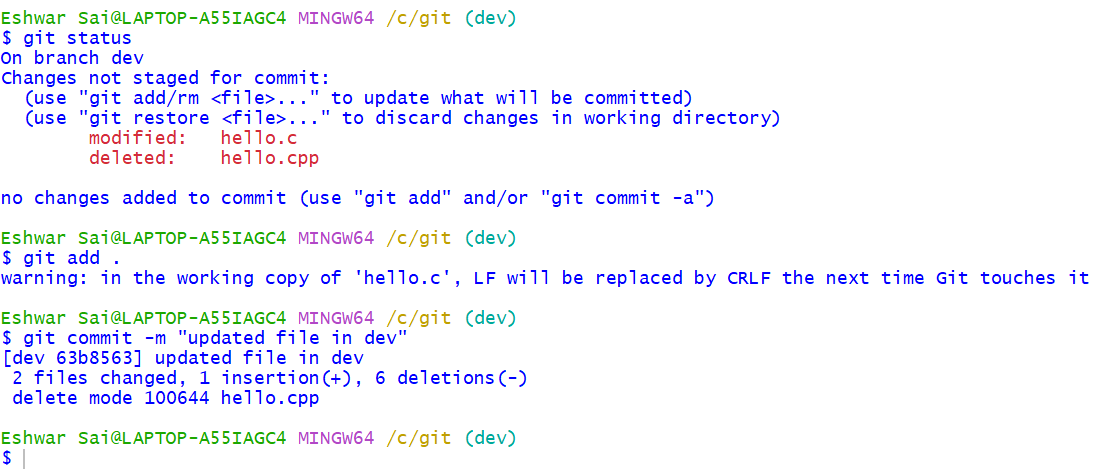 Eshwar Sai@LAPTOP-A55IAGC4 MINGW64 /c/git (dev)
$ git status
On branch dev
Changes not staged for commit:
  (use "git add/rm <file>..." to update what will be committed)
  (use "git restore <file>..." to discard changes in working directory)
        modified:   hello.c
        deleted:    hello.cpp

no changes added to commit (use "git add" and/or "git commit -a")

Eshwar Sai@LAPTOP-A55IAGC4 MINGW64 /c/git (dev)
$ git add .
warning: in the working copy of 'hello.c', LF will be replaced by CRLF the next time Git touches it

Eshwar Sai@LAPTOP-A55IAGC4 MINGW64 /c/git (dev)
$ git commit -m "updated file in dev"
[dev 63b8563] updated file in dev
 2 files changed, 1 insertion(+), 6 deletions(-)
 delete mode 100644 hello.cpp

Eshwar Sai@LAPTOP-A55IAGC4 MINGW64 /c/git (dev)
$